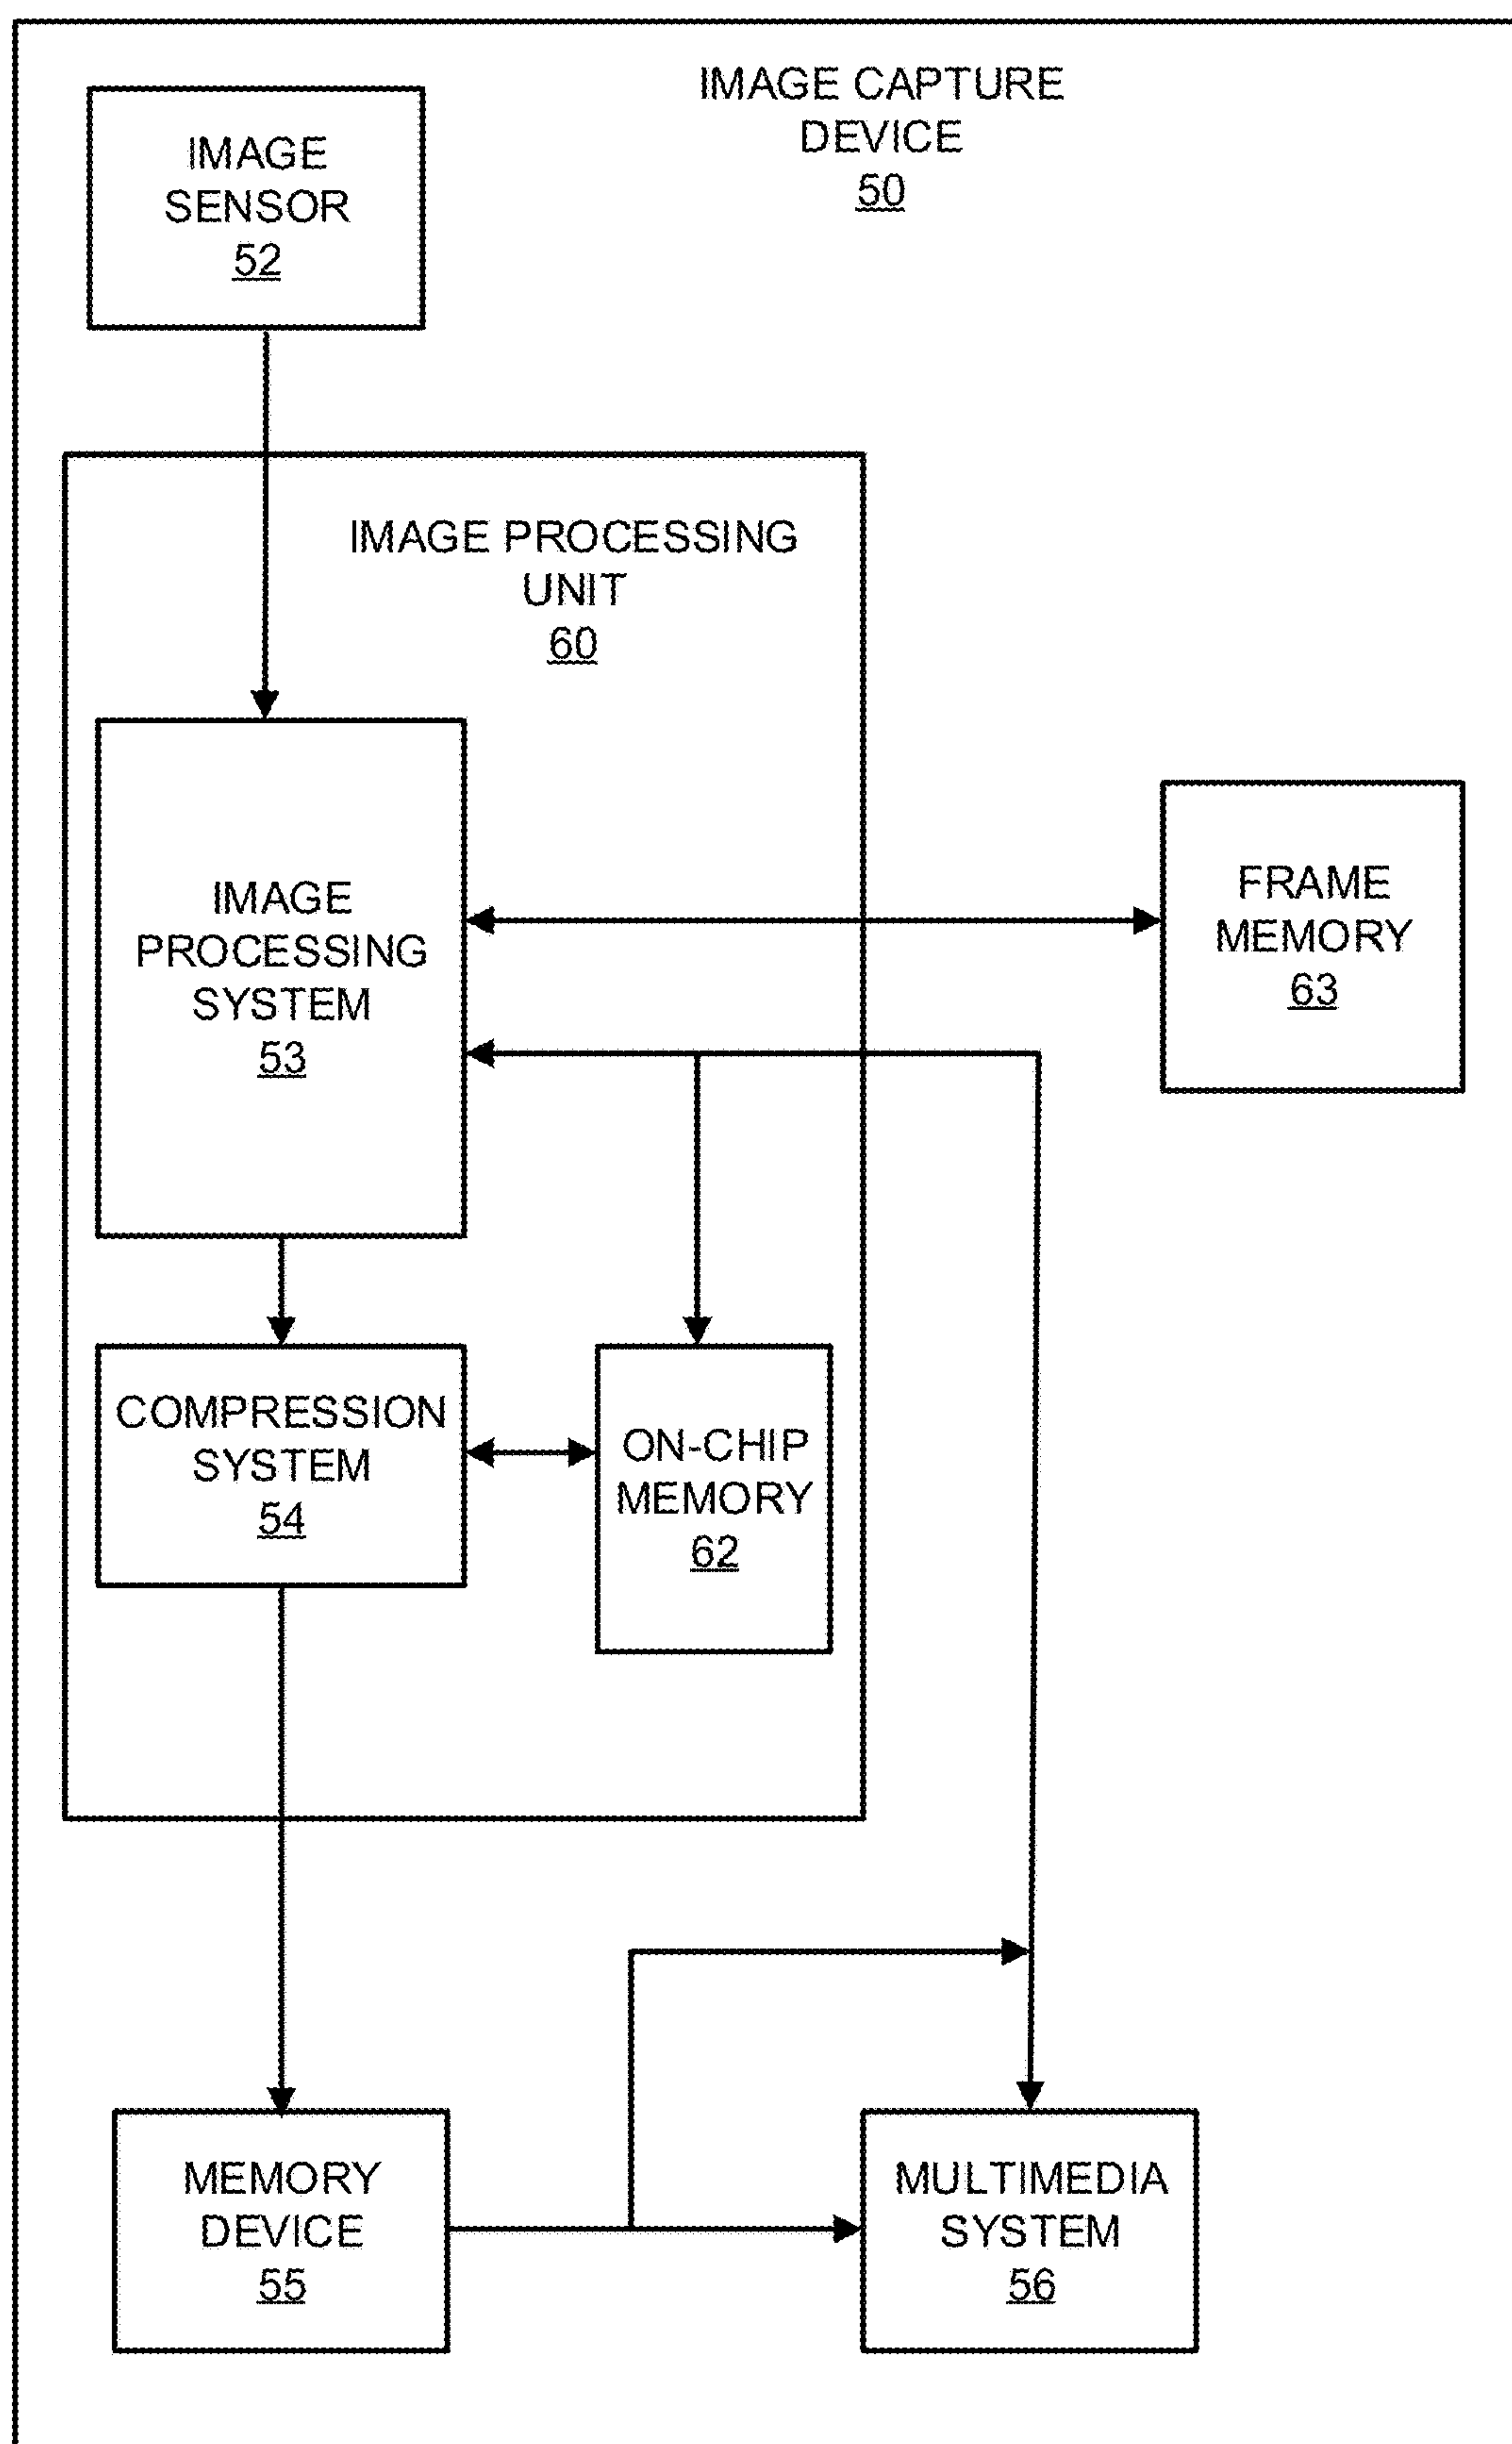 IMAGE CAPTURE
DEVICE
50
IMAGE
SENSOR
52
IMAGE PROCESSING
UNIT
60
IMAGE
PROCESSING
SYSTEM
53
FRAME
MEMORY
63
COMPRESSION
SYSTEM
54
ON-CHIP
MEMORY
62
MEMORY
DEVICE
55
MULTIMEDIA
SYSTEM
56